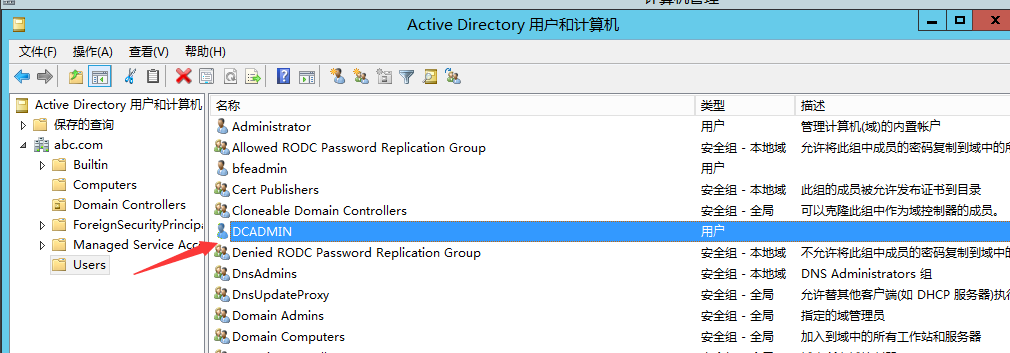 计算机管理
Active Directory 用户和计算机
文件(F) 操作(A) 查看(V) 帮助(H)
Active Directory 用户和计算机
保存的查询
abc.com
Builtin
Computers
Domain Controllers
ForeignSecurityPrincipa
Managed Service Acc
Users
名称 类型 描述
Administrator 用户 管理计算机(域)的内置帐户
Allowed RODC Password Replication Group 安全组 - 本地域 允许将此组中成员的密码复制到域中的所
bfeadmin 用户
Cert Publishers 安全组 - 本地域 此组的成员被允许发布证书到目录
Cloneable Domain Controllers 安全组 - 全局 可以克隆此组中作为域控制器的成员。
DCADMIN 用户
Denied RODC Password Replication Group 安全组 - 本地域 不允许将此组中成员的密码复制到域中的
DnsAdmins 安全组 - 本地域 DNS Administrators 组
DnsUpdateProxy 安全组 - 全局 允许替其他客户端(如 DHCP 服务器)执行
Domain Admins 安全组 - 全局 指定的域管理员
Domain Computers 安全组 - 全局 加入到域中的所有工作站和服务器